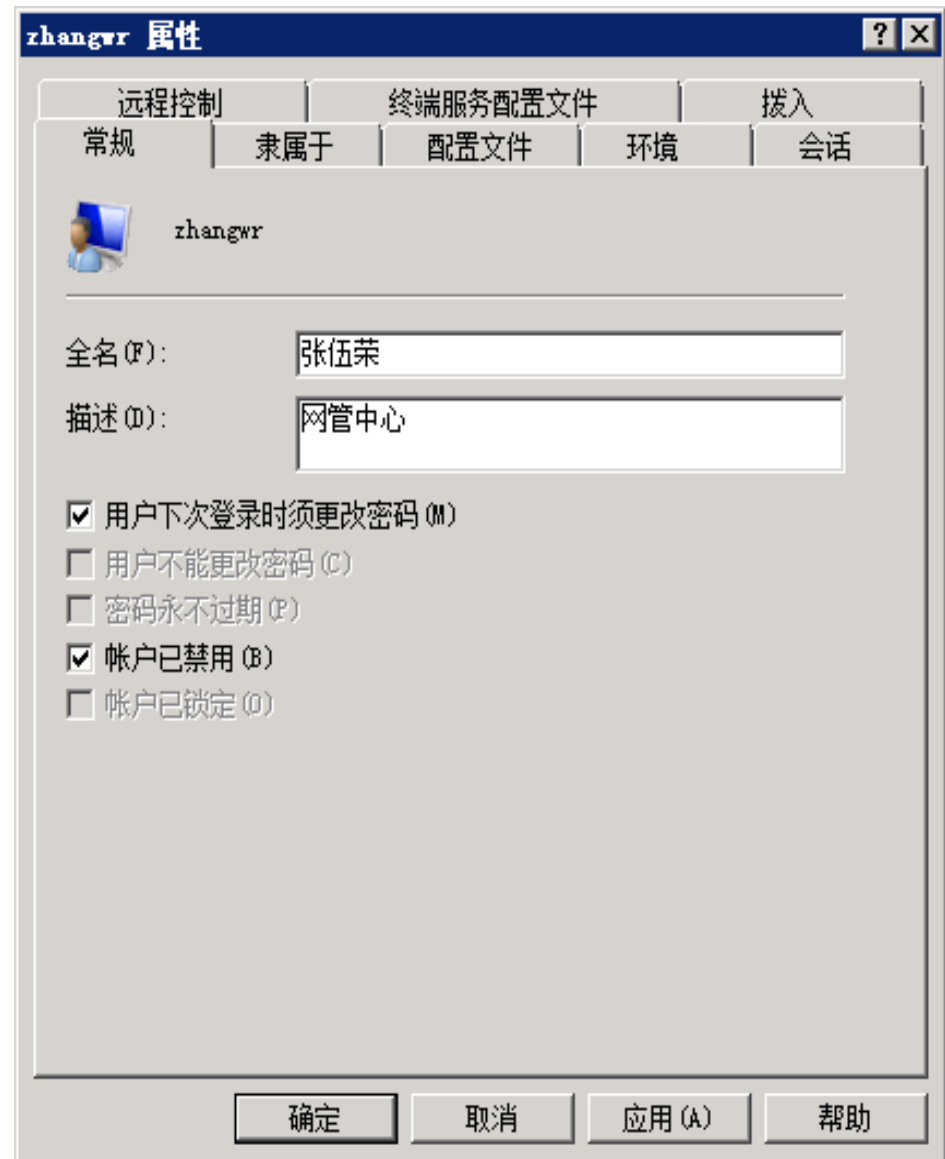 zhangwr 属性
远程控制 终端服务配置文件 拨入
常规 隶属于 配置文件 环境 会话
zhangwr
全名(F): 张伍荣
描述(D): 网管中心
用户下次登录时须更改密码(M)
用户不能更改密码(C)
密码永不过期(P)
帐户已禁用(B)
帐户已锁定(O)
确定 取消 应用(A) 帮助